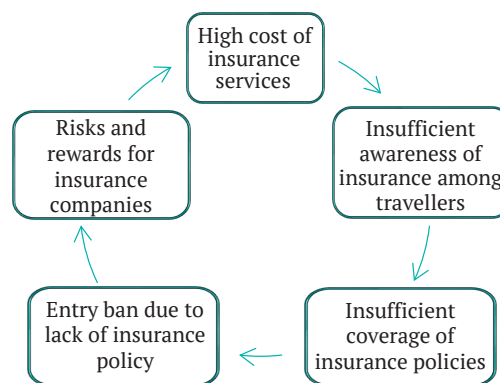 High cost of
insurance
services
Insufficient
awareness of
insurance among
travellers
Insufficient
coverage of
insurance policies
Entry ban due to
lack of insurance
policy
Risks and
rewards for
insurance
companies